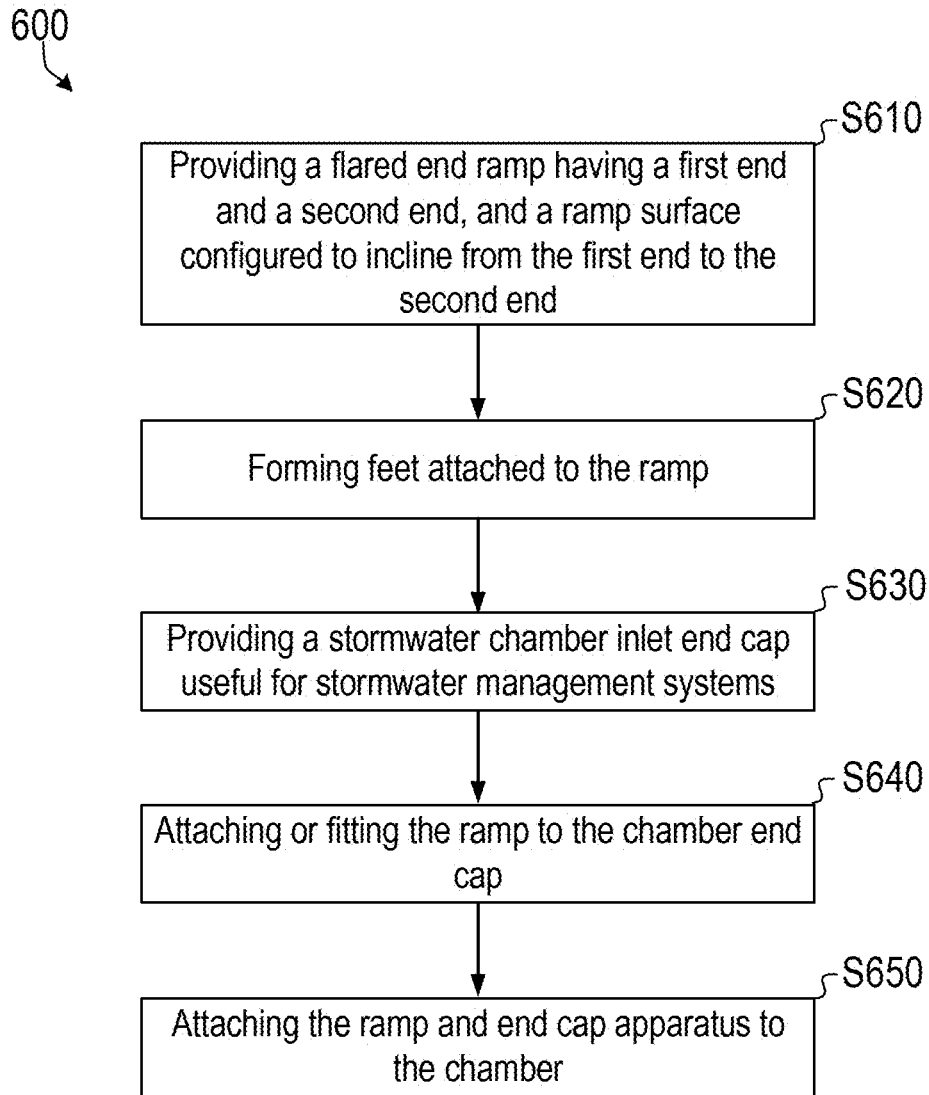 600
S610
Providing a flared end ramp having a first end
and a second end, and a ramp surface
configured to incline from the first end to the
second end
S620
Forming feet attached to the ramp
S630
Providing a stormwater chamber inlet end cap
useful for stormwater management systems
S640
Attaching or fitting the ramp to the chamber end
cap
S650
Attaching the ramp and end cap apparatus to
the chamber